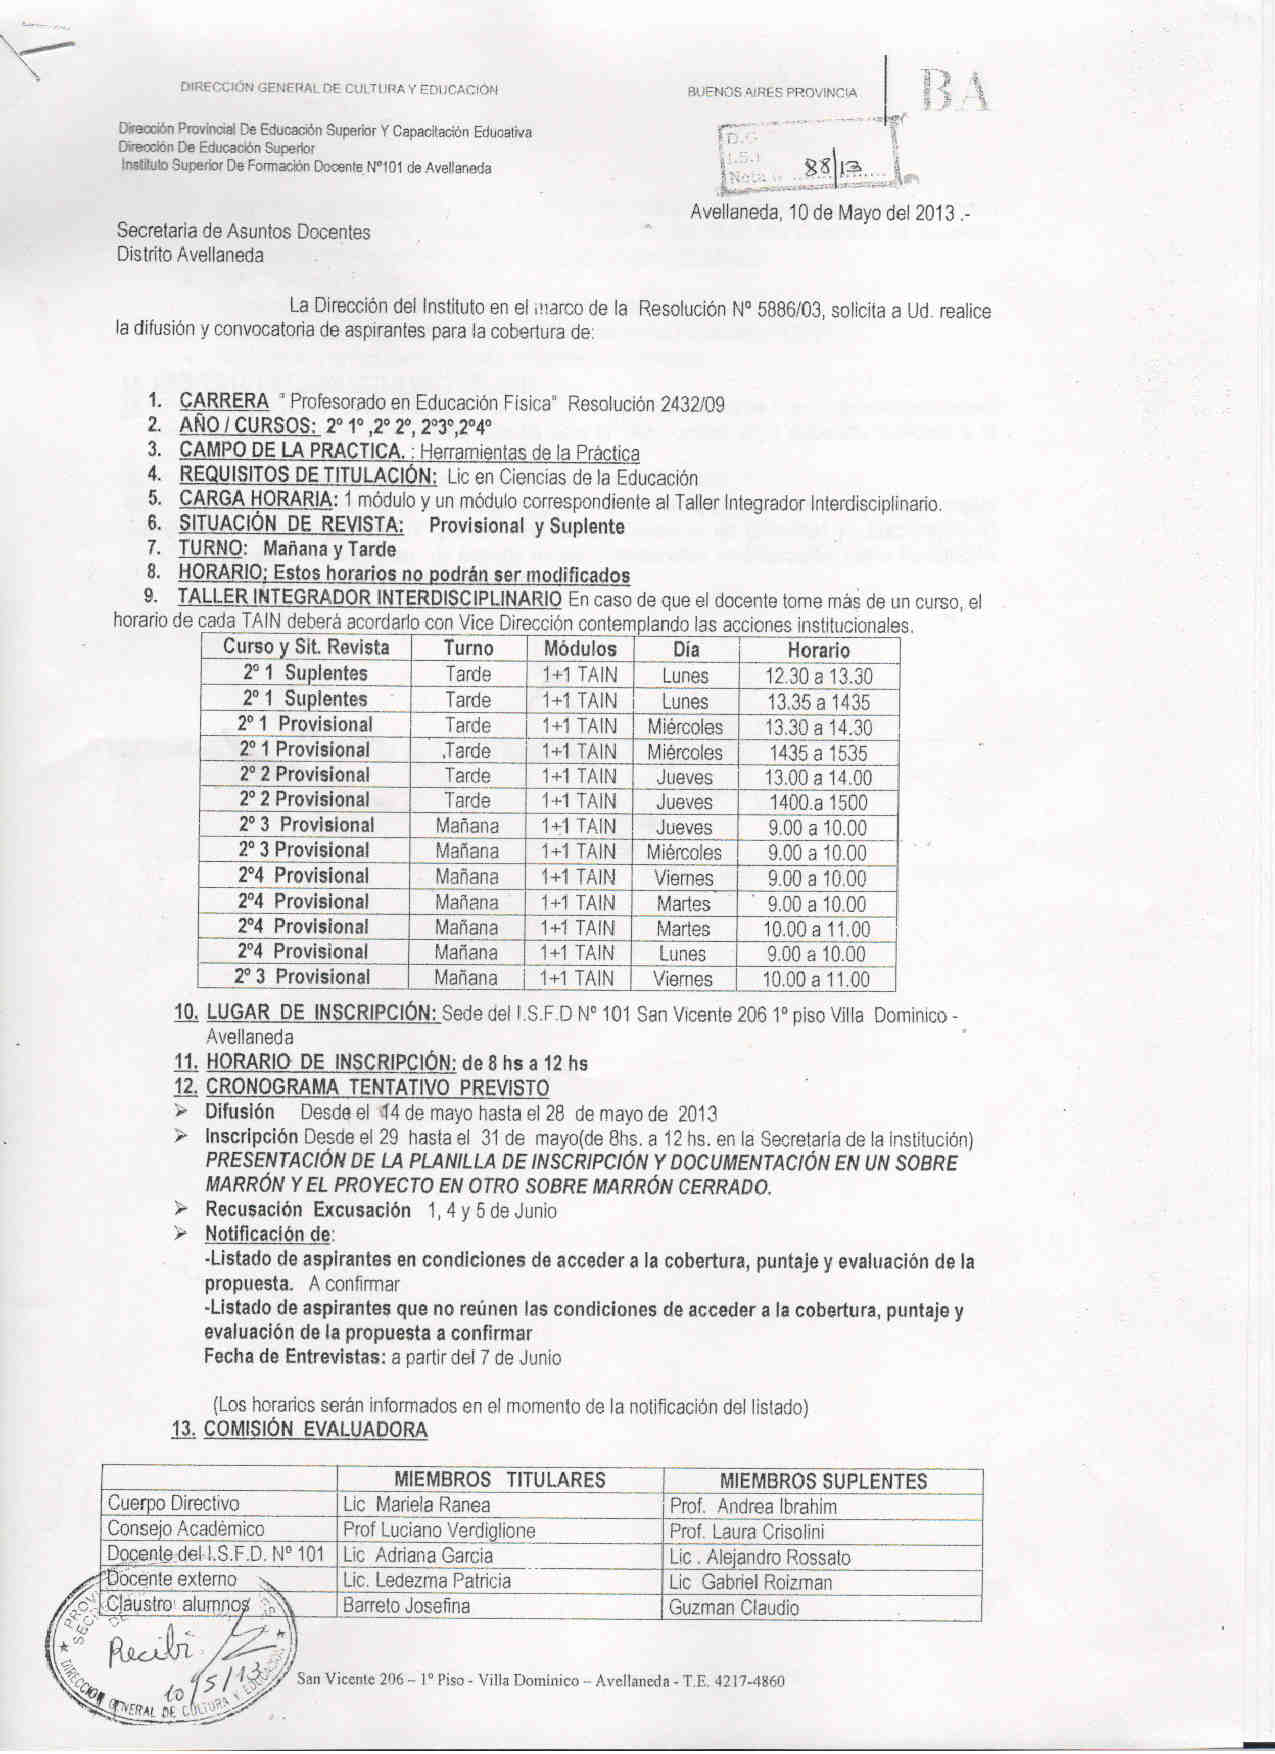 DIRECCIÓN GENERAL DE CULTURA Y EDUCACIÓN
BUENOS AIRES PROVINCIA
BA
Dirección Provincial De Educación Superior Y Capacitación Educativa
Dirección De Educación Superior
Instituto Superior De Formación Docente Nº101 de Avellaneda
Nota 88/13
Avellaneda, 10 de Mayo del 2013 .-
Secretaria de Asuntos Docentes
Distrito Avellaneda
La Dirección del Instituto en el marco de la Resolución Nº 5886/03, solicita a Ud. realice
la difusión y convocatoria de aspirantes para la cobertura de:
1. CARRERA " Profesorado en Educación Física" Resolución 2432/09
2. AÑO / CURSOS: 2º 1º ,2º 2º, 2º3º,2º4º
3. CAMPO DE LA PRACTICA. : Herramientas de la Práctica
4. REQUISITOS DE TITULACIÓN: Lic en Ciencias de la Educación
5. CARGA HORARIA: 1 módulo y un módulo correspondiente al Taller Integrador Interdisciplinario.
6. SITUACIÓN DE REVISTA: Provisional y Suplente
7. TURNO: Mañana y Tarde
8. HORARIO: Estos horarios no podrán ser modificados
9. TALLER INTEGRADOR INTERDISCIPLINARIO En caso de que el docente tome más de un curso, el
horario de cada TAIN deberá acordarlo con Vice Dirección contemplando las acciones institucionales.
Curso y Sit. Revista Turno Módulos Día Horario
2º 1 Suplentes Tarde 1+1 TAIN Lunes 12.30 a 13.30
2º 1 Suplentes Tarde 1+1 TAIN Lunes 13.35 a 1435
2º 1 Provisional Tarde 1+1 TAIN Miércoles 13.30 a 14.30
2º 1 Provisional Tarde 1+1 TAIN Miércoles 1435 a 1535
2º 2 Provisional Tarde 1+1 TAIN Jueves 13.00 a 14.00
2º 2 Provisional Tarde 1+1 TAIN Jueves 1400.a 1500
2º 3 Provisional Mañana 1+1 TAIN Jueves 9.00 a 10.00
2º 3 Provisional Mañana 1+1 TAIN Miércoles 9.00 a 10.00
2º4 Provisional Mañana 1+1 TAIN Viernes 9.00 a 10.00
2º4 Provisional Mañana 1+1 TAIN Martes 9.00 a 10.00
2º4 Provisional Mañana 1+1 TAIN Martes 10.00 a 11.00
2º4 Provisional Mañana 1+1 TAIN Lunes 9.00 a 10.00
2º 3 Provisional Mañana 1+1 TAIN Viernes 10.00 a 11.00
10. LUGAR DE INSCRIPCIÓN: Sede del I.S.F.D Nº 101 San Vicente 206 1º piso Villa Dominico -
Avellaneda
11. HORARIO DE INSCRIPCIÓN: de 8 hs a 12 hs
12. CRONOGRAMA TENTATIVO PREVISTO
➢ Difusión Desde el 14 de mayo hasta el 28 de mayo de 2013
➢ Inscripción Desde el 29 hasta el 31 de mayo(de 8hs. a 12 hs. en la Secretaría de la institución)
PRESENTACIÓN DE LA PLANILLA DE INSCRIPCIÓN Y DOCUMENTACIÓN EN UN SOBRE
MARRÓN Y EL PROYECTO EN OTRO SOBRE MARRÓN CERRADO.
➢ Recusación Excusación 1, 4 y 5 de Junio
➢ Notificación de:
-Listado de aspirantes en condiciones de acceder a la cobertura, puntaje y evaluación de la
propuesta. A confirmar
-Listado de aspirantes que no reúnen las condiciones de acceder a la cobertura, puntaje y
evaluación de la propuesta a confirmar
Fecha de Entrevistas: a partir del 7 de Junio
(Los horarios serán informados en el momento de la notificación del listado)
13. COMISIÓN EVALUADORA
MIEMBROS TITULARES MIEMBROS SUPLENTES
Cuerpo Directivo Lic Mariela Ranea Prof. Andrea Ibrahim
Consejo Académico Prof Luciano Verdiglione Prof. Laura Crisolini
Docente del I.S.F.D. Nº 101 Lic Adriana Garcia Lic . Alejandro Rossato
Docente externo Lic. Ledezma Patricia Lic Gabriel Roizman
Claustro alumnos Barreto Josefina Guzman Claudio
Recibi
10/5/13
DIRECCION GENERAL DE CULTURA Y EDUCACION
San Vicente 206 – 1º Piso - Villa Dominico – Avellaneda - T.E. 4217-4860